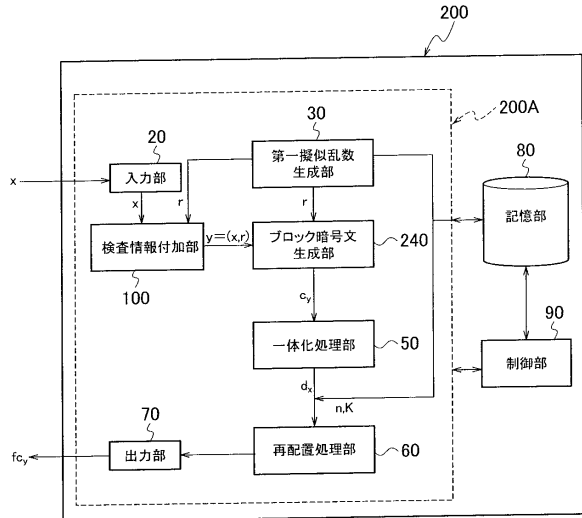 200
200A
30
第一擬似乱数
生成部
20
入力部
x
x
r
r
80
記憶部
検査情報付加部
100
y=(x,r)
ブロック暗号文
生成部
240
cy
一体化処理部
50
90
制御部
dx
n,K
70
出力部
fcy
再配置処理部
60